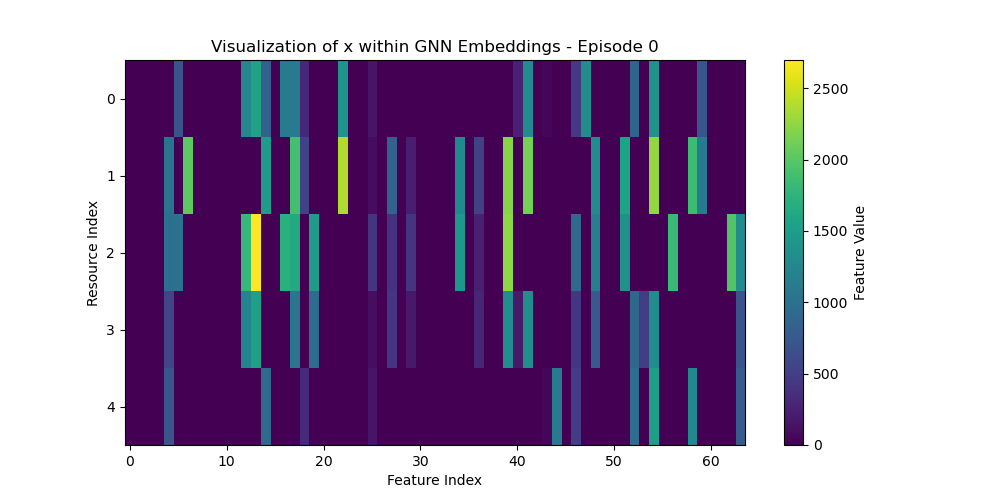 Visualization of x within GNN Embeddings - Episode 0
0
1
2
3
4
Resource Index
0 10 20 30 40 50 60
Feature Index
2500
2000
1500
1000
500
0
Feature Value